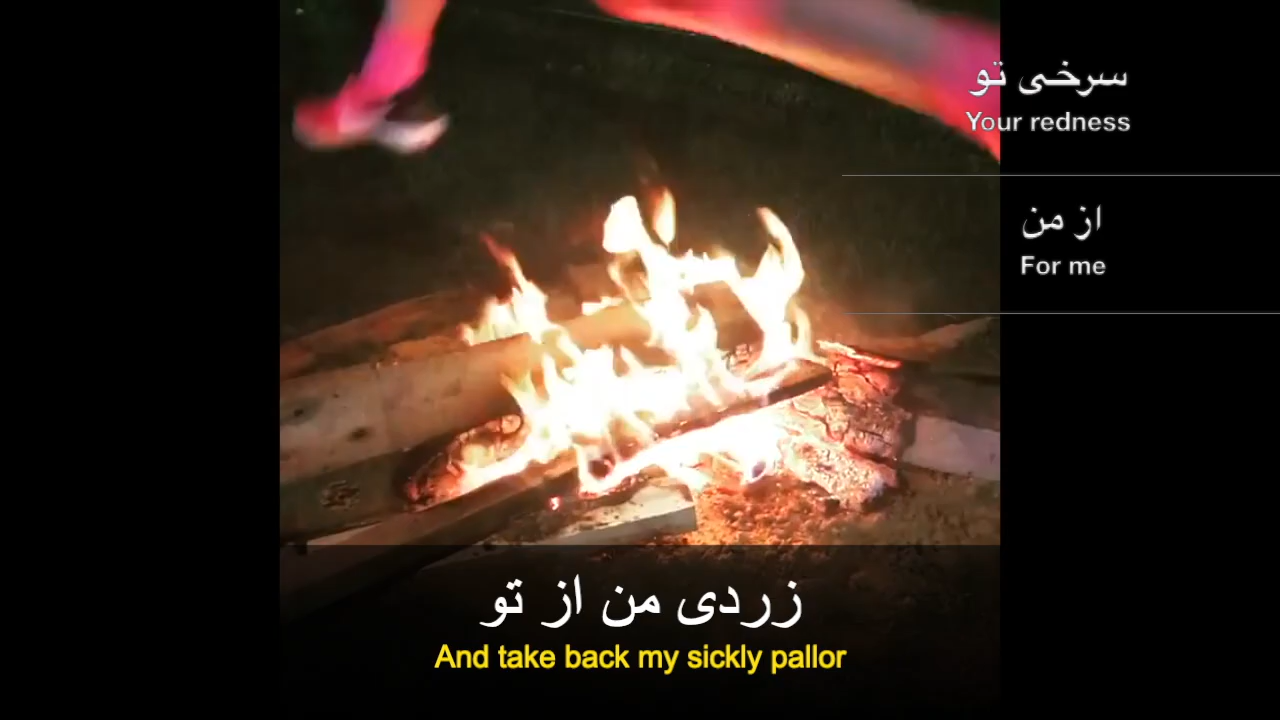 سرخی تو
Your redness
از من
For me
زردی من از تو
And take back my sickly pallor